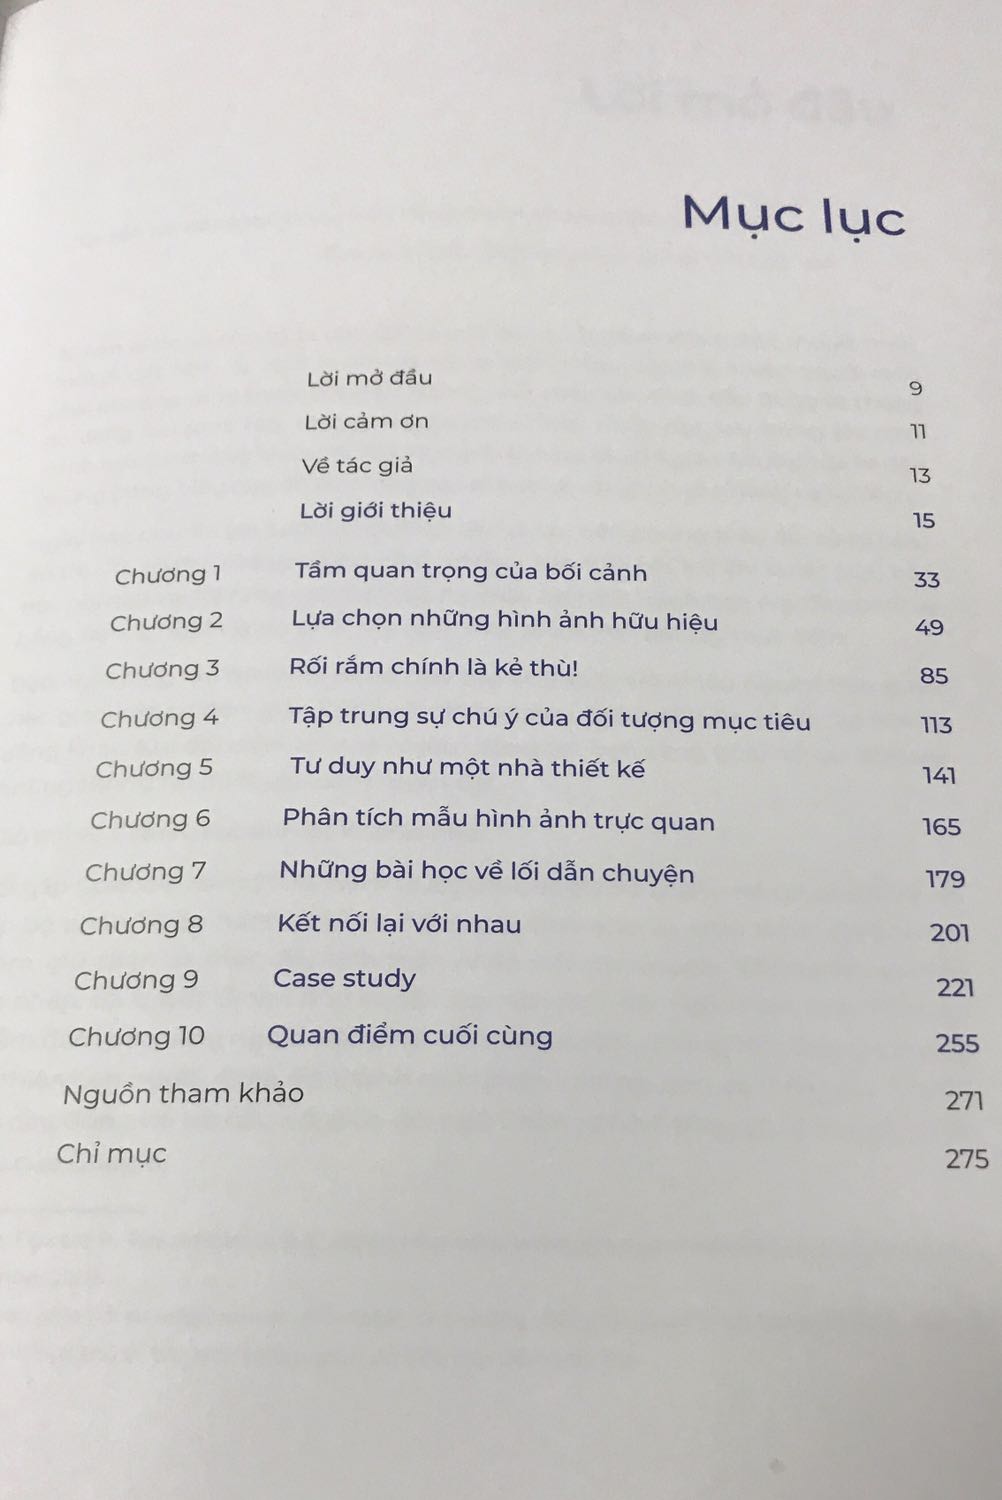 Mục lục
Lời mở đầu 9
Lời cảm ơn 11
Về tác giả 13
Lời giới thiệu 15
Chương 1 Tầm quan trọng của bối cảnh 33
Chương 2 Lựa chọn những hình ảnh hữu hiệu 49
Chương 3 Rối rắm chính là kẻ thù! 85
Chương 4 Tập trung sự chú ý của đối tượng mục tiêu 113
Chương 5 Tư duy như một nhà thiết kế 141
Chương 6 Phân tích mẫu hình ảnh trực quan 165
Chương 7 Những bài học về lối dẫn chuyện 179
Chương 8 Kết nối lại với nhau 201
Chương 9 Case study 221
Chương 10 Quan điểm cuối cùng 255
Nguồn tham khảo 271
Chỉ mục 275